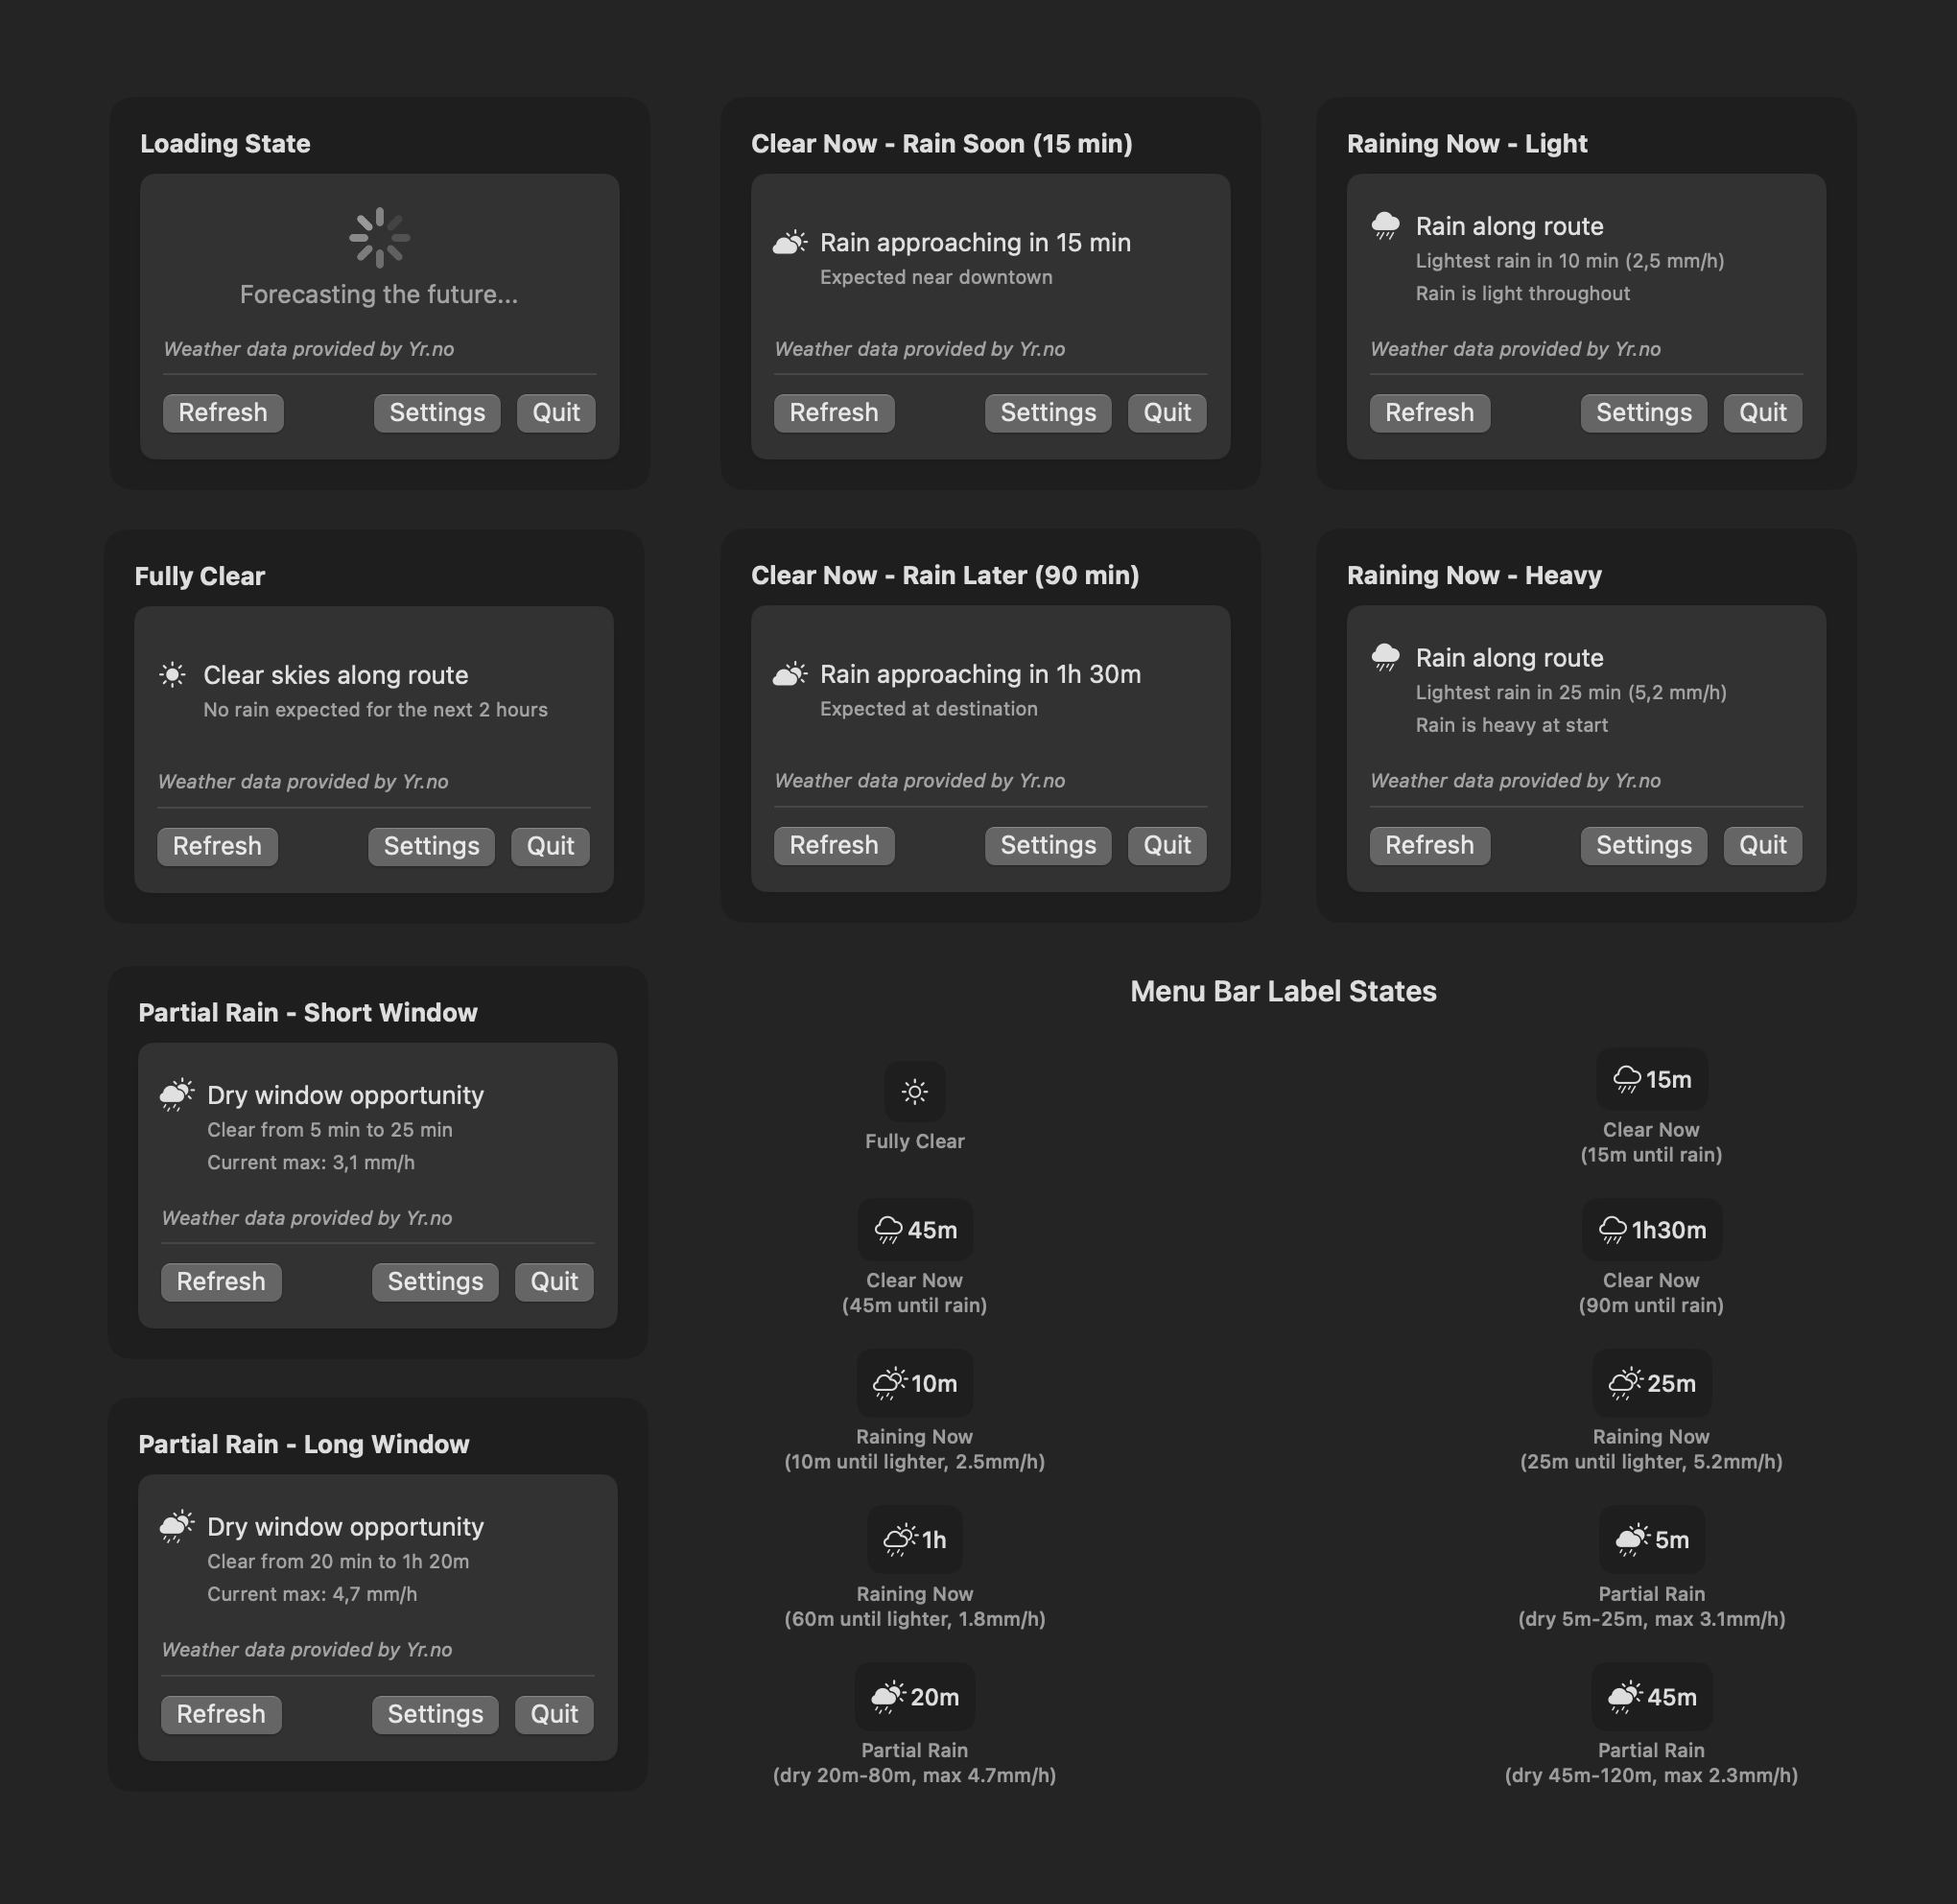 Loading State
Forecasting the future...
Weather data provided by Yr.no
Refresh Settings Quit
Clear Now - Rain Soon (15 min)
Rain approaching in 15 min
Expected near downtown
Weather data provided by Yr.no
Refresh Settings Quit
Raining Now - Light
Rain along route
Lightest rain in 10 min (2,5 mm/h)
Rain is light throughout
Weather data provided by Yr.no
Refresh Settings Quit
Fully Clear
Clear skies along route
No rain expected for the next 2 hours
Weather data provided by Yr.no
Refresh Settings Quit
Clear Now - Rain Later (90 min)
Rain approaching in 1h 30m
Expected at destination
Weather data provided by Yr.no
Refresh Settings Quit
Raining Now - Heavy
Rain along route
Lightest rain in 25 min (5,2 mm/h)
Rain is heavy at start
Weather data provided by Yr.no
Refresh Settings Quit
Partial Rain - Short Window
Dry window opportunity
Clear from 5 min to 25 min
Current max: 3,1 mm/h
Weather data provided by Yr.no
Refresh Settings Quit
Partial Rain - Long Window
Dry window opportunity
Clear from 20 min to 1h 20m
Current max: 4,7 mm/h
Weather data provided by Yr.no
Refresh Settings Quit
Menu Bar Label States
Fully Clear
15m
Clear Now
(15m until rain)
45m
Clear Now
(45m until rain)
1h30m
Clear Now
(90m until rain)
10m
Raining Now
(10m until lighter, 2.5mm/h)
25m
Raining Now
(25m until lighter, 5.2mm/h)
1h
Raining Now
(60m until lighter, 1.8mm/h)
5m
Partial Rain
(dry 5m-25m, max 3.1mm/h)
20m
Partial Rain
(dry 20m-80m, max 4.7mm/h)
45m
Partial Rain
(dry 45m-120m, max 2.3mm/h)